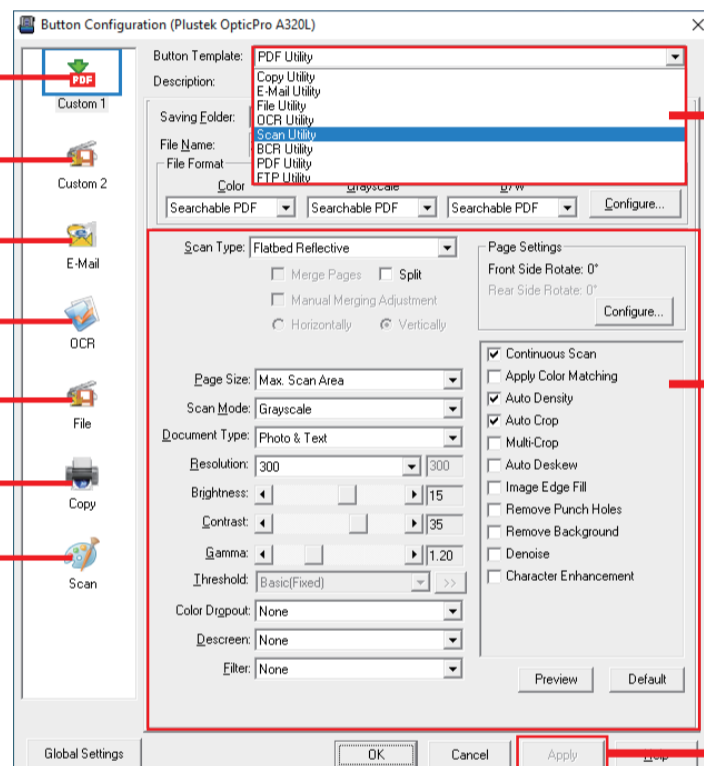 Button Configuration (Plustek OpticPro A320L)
PDF
Custom 1
Custom 2
E-Mail
OCR
File
Copy
Scan
Button Template: PDF Utility
Description:
Copy Utility
E-Mail Utility
File Utility
OCR Utility
Scan Utility
BCR Utility
PDF Utility
FTP Utility
Saving Folder:
File Name:
File Format
Color Grayscale B/W
Searchable PDF Searchable PDF Searchable PDF Configure...
Scan Type: Flatbed Reflective
Merge Pages Split
Manual Merging Adjustment
Horizontally Vertically
Page Settings
Front Side Rotate: 0°
Rear Side Rotate: 0°
Configure...
Page Size: Max. Scan Area
Scan Mode: Grayscale
Document Type: Photo & Text
Resolution: 300 300
Brightness: 15
Contrast: 35
Gamma: 1.20
Threshold: Basic(Fixed) >>
Color Dropout: None
Descreen: None
Filter: None
Continuous Scan
Apply Color Matching
Auto Density
Auto Crop
Multi-Crop
Auto Deskew
Image Edge Fill
Remove Punch Holes
Remove Background
Denoise
Character Enhancement
Preview Default
Global Settings OK Cancel Apply Help